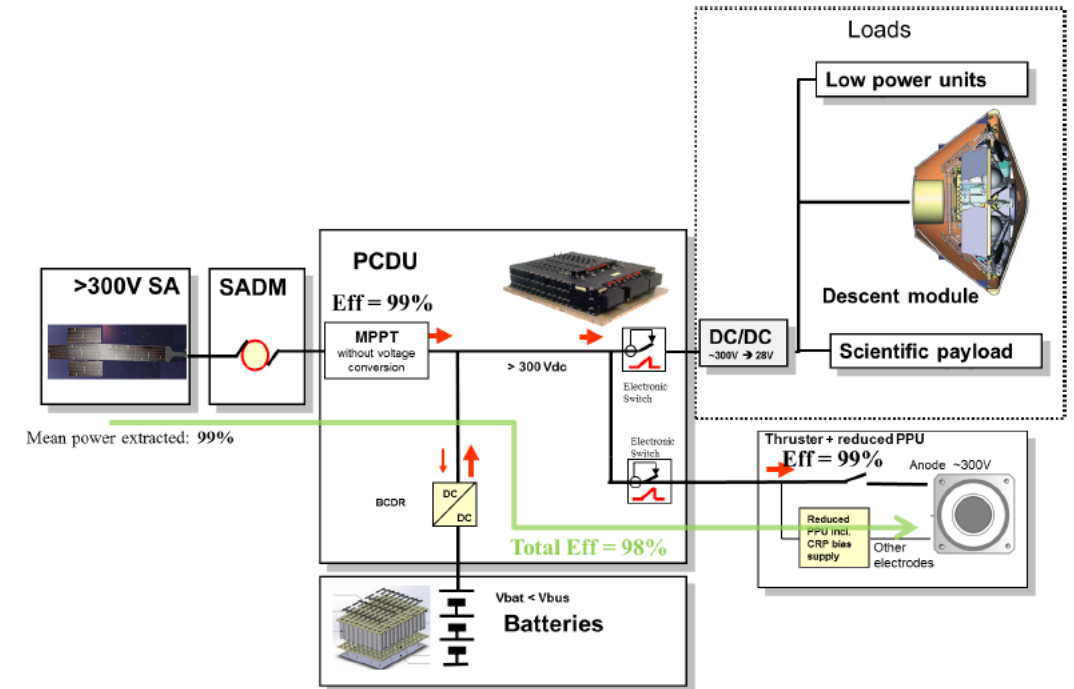 Loads
Low power units
Descent module
Scientific payload
DC/DC
~300V → 28V
>300V SA
SADM
PCDU
Eff = 99%
MPPT
without voltage
conversion
> 300 Vdc
Electronic
Switch
Mean power extracted: 99%
Electronic
Switch
BCDR
DC
DC
Total Eff = 98%
Thruster + reduced PPU
Eff = 99%
Anode ~300V
Reduced
PPU incl.
CRP bias
supply
Other
electrodes
Vbat < Vbus
Batteries